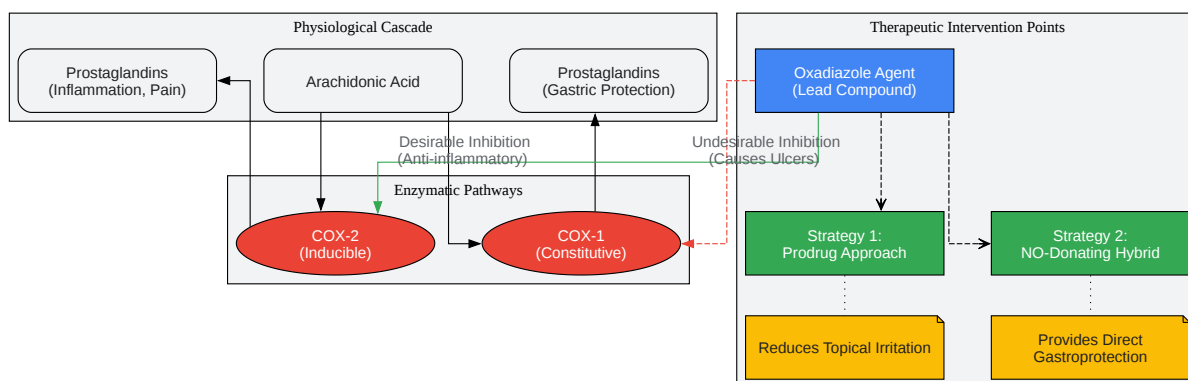 Physiological Cascade
Therapeutic Intervention Points
Prostaglandins
(Inflammation, Pain)
Arachidonic Acid
Prostaglandins
(Gastric Protection)
Oxadiazole Agent
(Lead Compound)
Desirable Inhibition
(Anti-inflammatory)
Undesirable Inhibition
(Causes Ulcers)
Enzymatic Pathways
COX-2
(Inducible)
COX-1
(Constitutive)
Strategy 1:
Prodrug Approach
Strategy 2:
NO-Donating Hybrid
Reduces Topical Irritation
Provides Direct
Gastroprotection